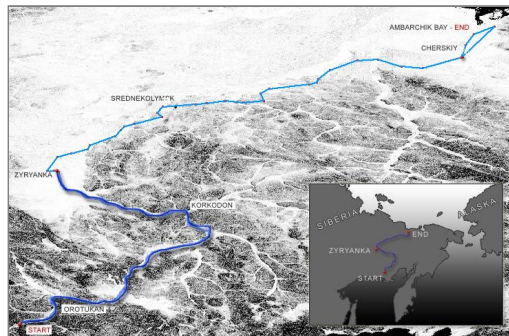 AMBARCHIK BAY - END
CHERSKIY
SREDNEKOLYMSK
ZYRYANKA
KORKODON
OROTUKAN
START
SIBERIA
ALASKA
END
ZYRYANKA
START